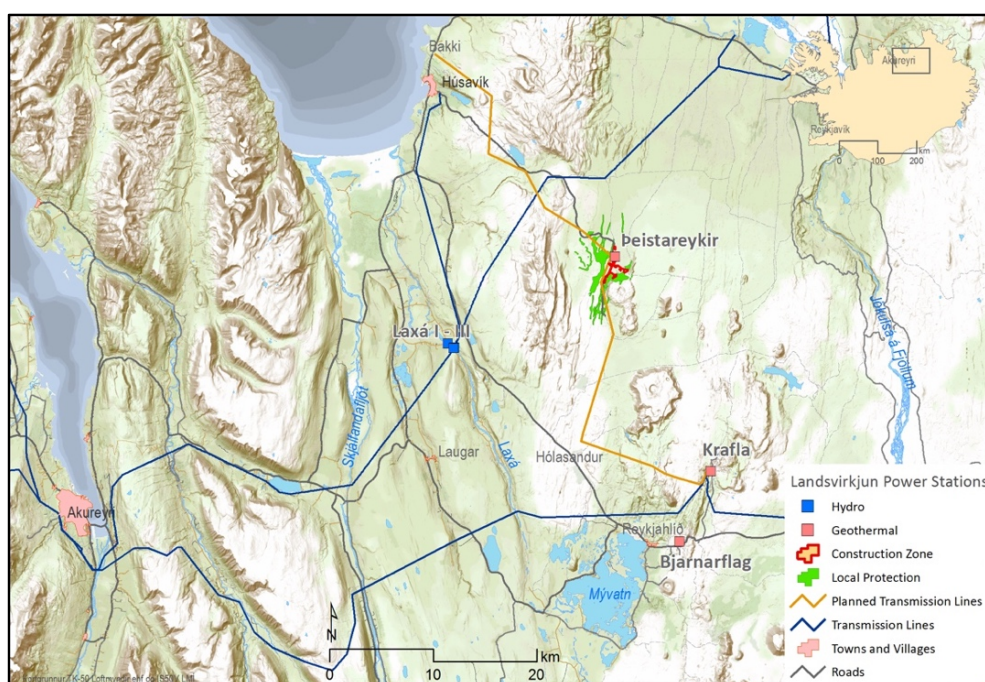 Bakki
Húsavík
Akureyri
Reykjavík
0 100 200
km
Þeistareykir
Laxá I - III
Skjálfandafljót
Laxá
Jökulsá á Fjöllum
Laugar
Hólasandur
Krafla
Akureyri
Reykjahlíð
Bjarnarflag
Mývatn
N
0 10 20
km
Landsvirkjun Power Stations
Hydro
Geothermal
Construction Zone
Local Protection
Planned Transmission Lines
Transmission Lines
Towns and Villages
Roads